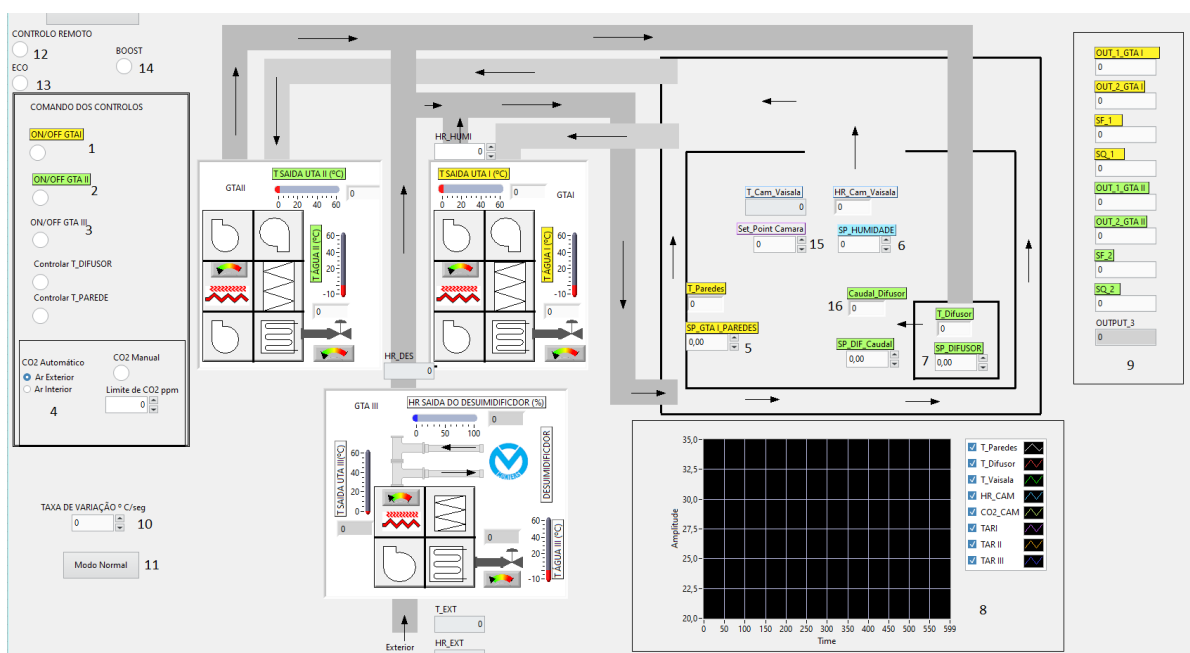 CONTROLO REMOTO
12
BOOST
14
ECO
13
COMANDO DOS CONTROLOS
ON/OFF GTAI
1
ON/OFF GTA II
2
ON/OFF GTA III
3
Controlar T_DIFUSOR
Controlar T_PAREDE
CO2 Automático
CO2 Manual
Ar Exterior
Ar Interior
Limite de CO2 ppm
0
4
TAXA DE VARIAÇÃO º C/seg
0
10
Modo Normal
11
GTAII
T SAIDA UTA II (ºC)
0
0 20 40 60
T ÁGUA II (ºC)
60
40
20
-10
0
HR_HUMI
0
T SAIDA UTA I (ºC)
0
0 20 40 60
GTAI
T ÁGUA I (ºC)
60
40
20
-10
0
HR_DES
0
GTA III
HR SAIDA DO DESUIMIDIFICDOR (%)
0
0 50 100
T SAIDA UTA III(ºC)
60
40
20
0
0
DESUIMIDIFICDOR
0
60
40
20
-10
T ÁGUA III (ºC)
T_EXT
0
Exterior
HR_EXT
T_Cam_Vaisala
0
HR_Cam_Vaisala
0
Set_Point Camara
0
15
SP_HUMIDADE
0
6
T_Paredes
0
SP_GTA I_PAREDES
0,00
5
Caudal_Difusor
16
0
SP_DIF_Caudal
0,00
T_Difusor
0
7
SP_DIFUSOR
0,00
OUT_1_GTA I
0
OUT_2_GTA I
0
SF_1
0
SQ_1
0
OUT_1_GTA II
0
OUT_2_GTA II
0
SF_2
0
SQ_2
0
OUTPUT_3
0
9
Amplitude
35,0
32,5
30,0
27,5
25,0
22,5
20,0
0 50 100 150 200 250 300 350 400 450 500 550 599
Time
T_Paredes
T_Difusor
T_Vaisala
HR_CAM
CO2_CAM
TARI
TAR II
TAR III
8